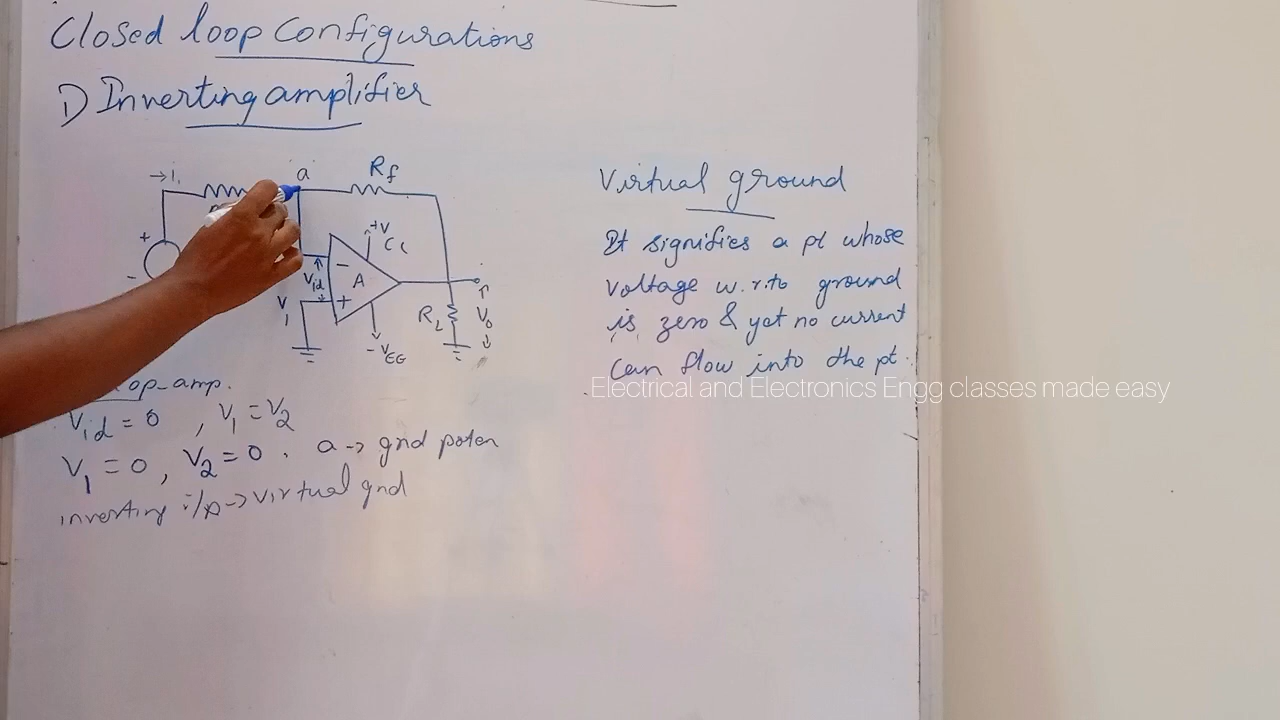 Closed loop Configurations
1) Inverting amplifier
→ I1 a Rf
+ +VCC
- Vid - A
V1 + RL Vo
-VEE
op-amp.
Vid = 0 , V1 = V2
V1 = 0 , V2 = 0 . a → gnd poten
inverting i/p → virtual gnd
Virtual ground
It signifies a pt whose
voltage w.r.to ground
is zero & yet no current
can flow into the pt.
Electrical and Electronics Engg classes made easy